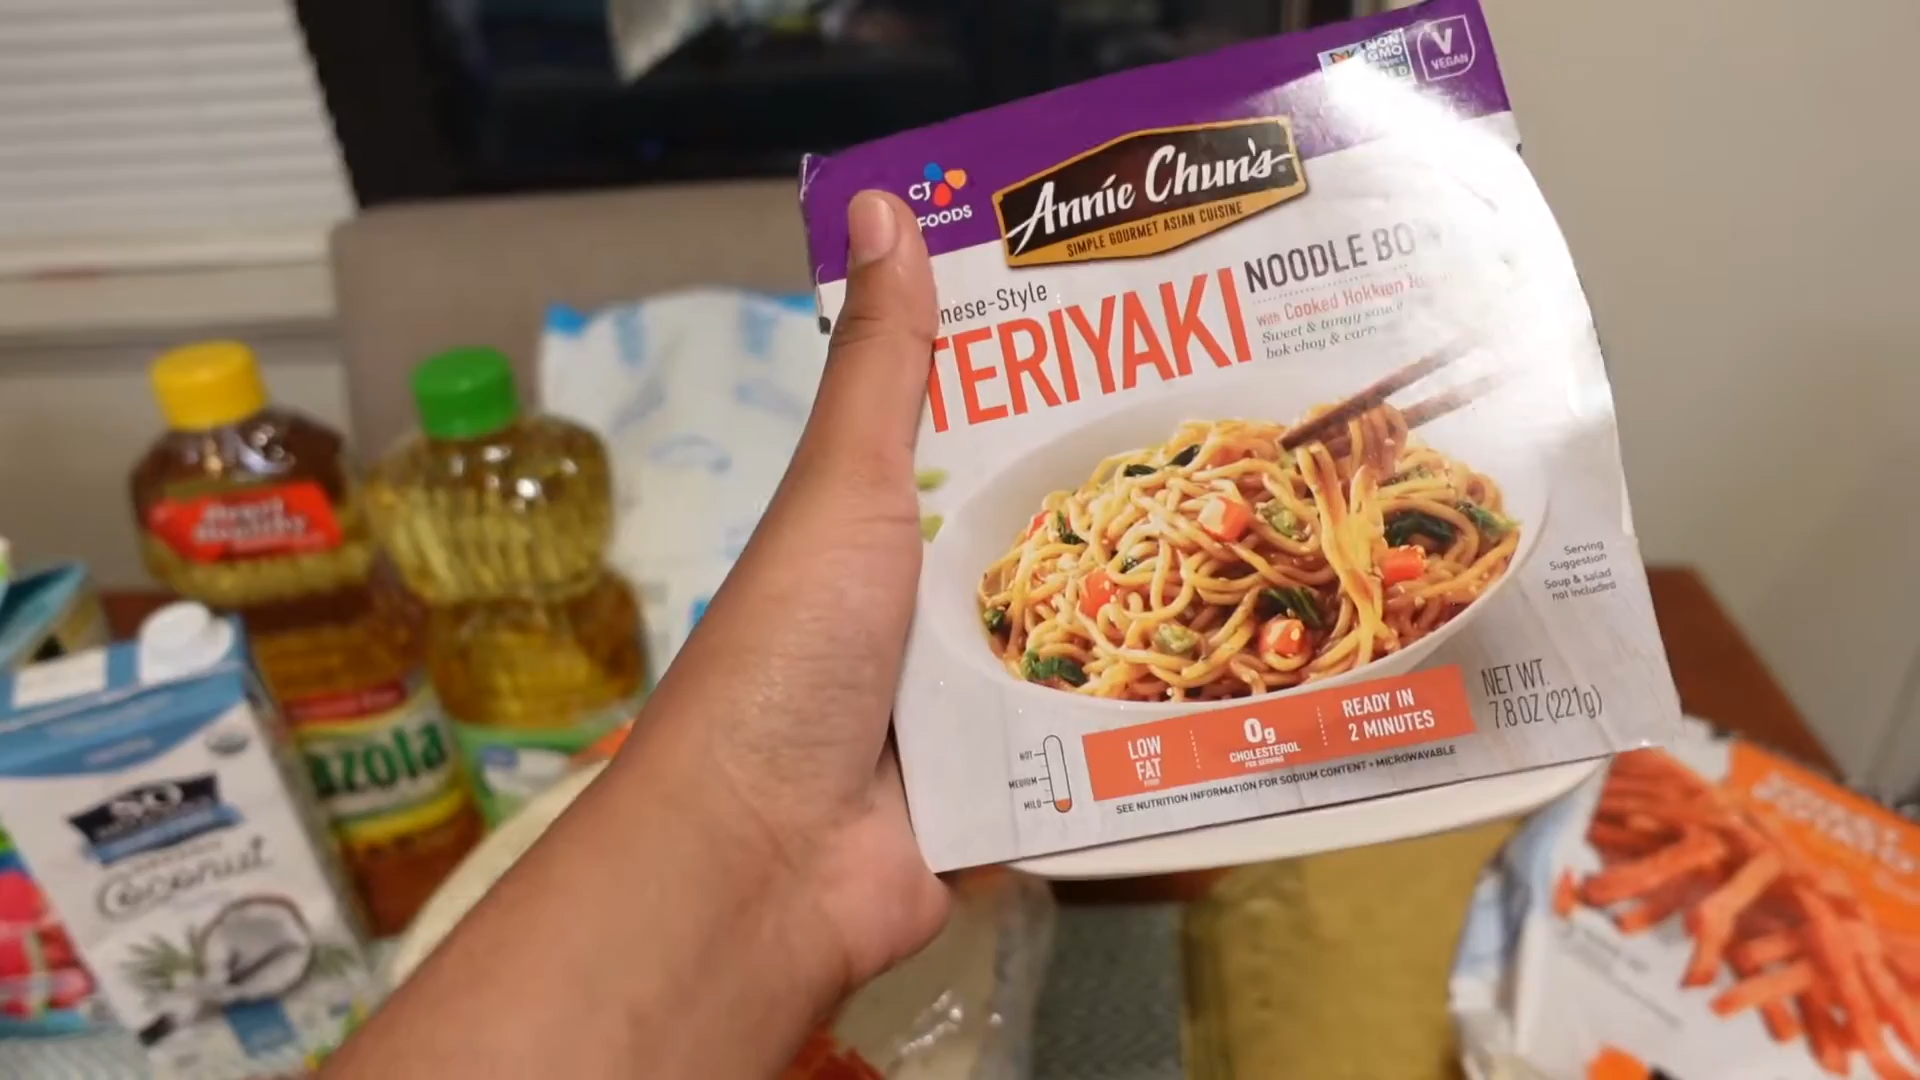 NON
GMO
V
VEGAN
CJ
FOODS
Annie Chun's
SIMPLE GOURMET ASIAN CUISINE
nese-Style
TERIYAKI
NOODLE BO
With Cooked Hokkien
Sweet & tangy sauce
bok choy & carr
Serving
Suggestion
Soup & salad
not included
NET WT.
7.8 OZ (221g)
LOW
FAT
0g
CHOLESTEROL
PER SERVING
READY IN
2 MINUTES
HOT
MEDIUM
MILD
SEE NUTRITION INFORMATION FOR SODIUM CONTENT • MICROWAVABLE
azola
SO
Coconut